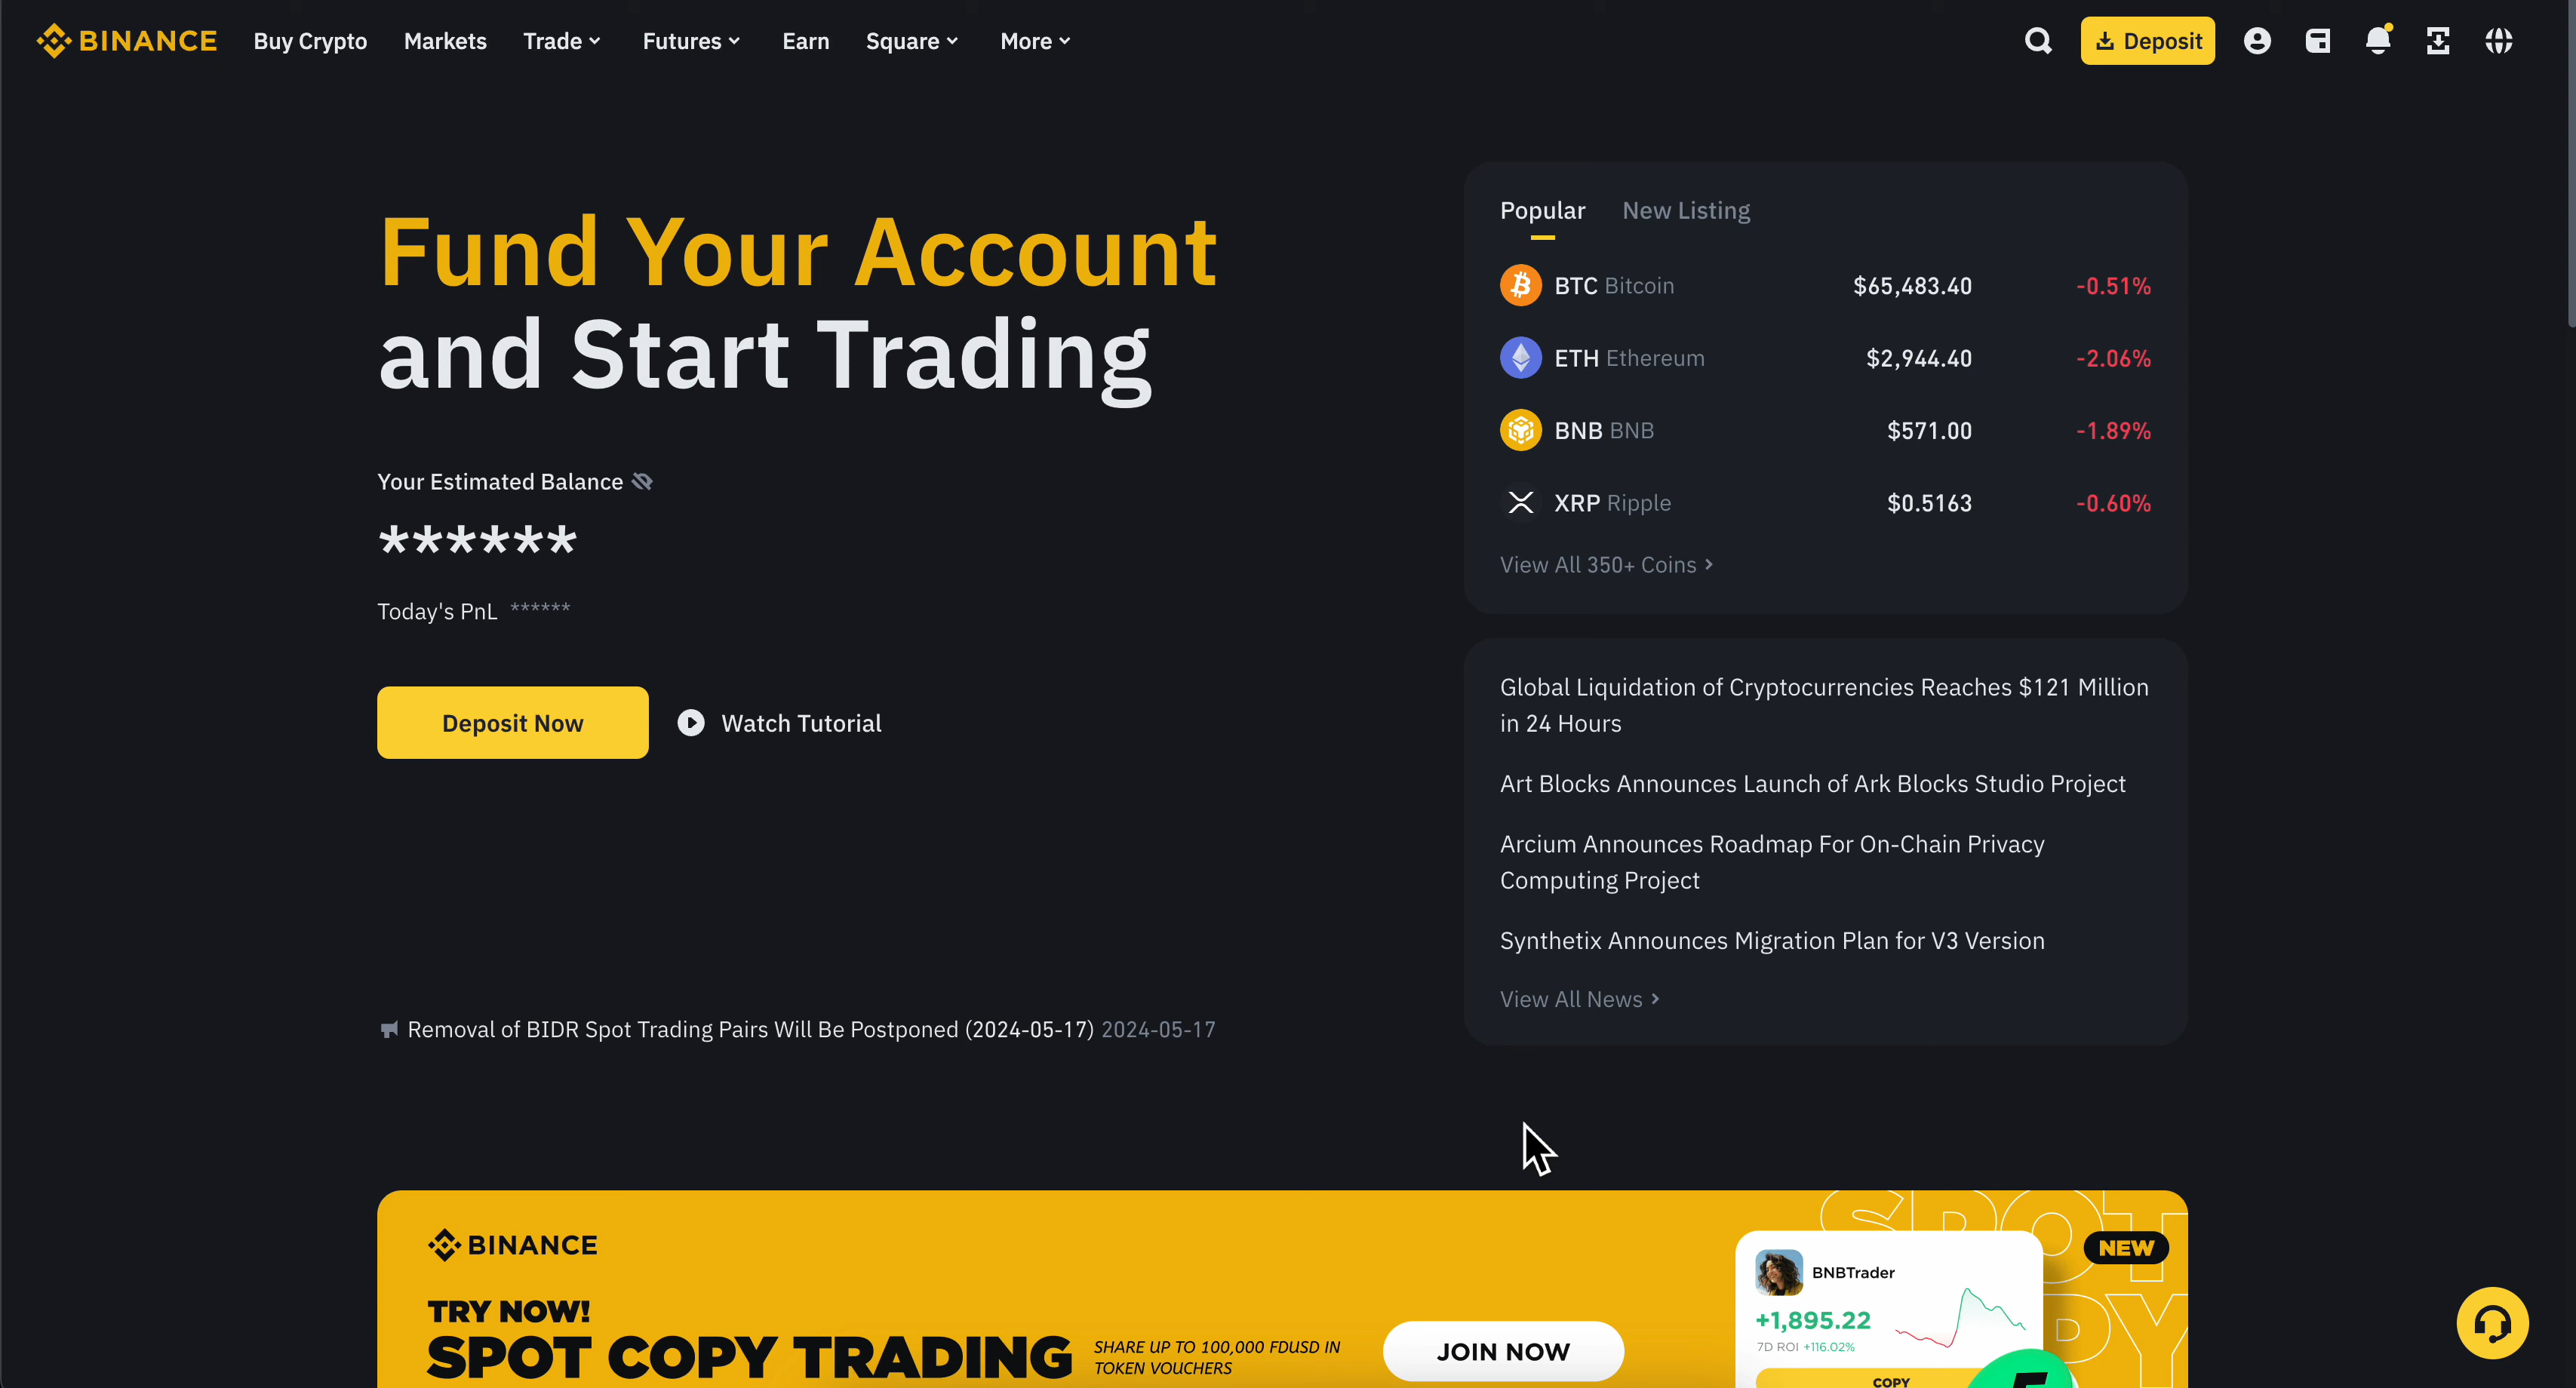 BINANCE
Buy Crypto
Markets
Trade
Futures
Earn
Square
More
Deposit
Fund Your Account
and Start Trading
Your Estimated Balance
******
Today's PnL ******
Deposit Now
Watch Tutorial
Removal of BIDR Spot Trading Pairs Will Be Postponed (2024-05-17) 2024-05-17
Popular
New Listing
BTC Bitcoin $65,483.40 -0.51%
ETH Ethereum $2,944.40 -2.06%
BNB BNB $571.00 -1.89%
XRP Ripple $0.5163 -0.60%
View All 350+ Coins
Global Liquidation of Cryptocurrencies Reaches $121 Million
in 24 Hours
Art Blocks Announces Launch of Ark Blocks Studio Project
Arcium Announces Roadmap For On-Chain Privacy
Computing Project
Synthetix Announces Migration Plan for V3 Version
View All News
BINANCE
TRY NOW!
SPOT COPY TRADING
SHARE UP TO 100,000 FDUSD IN
TOKEN VOUCHERS
JOIN NOW
SPOT
NEW
BNBTrader
+1,895.22
7D ROI +116.02%
COPY